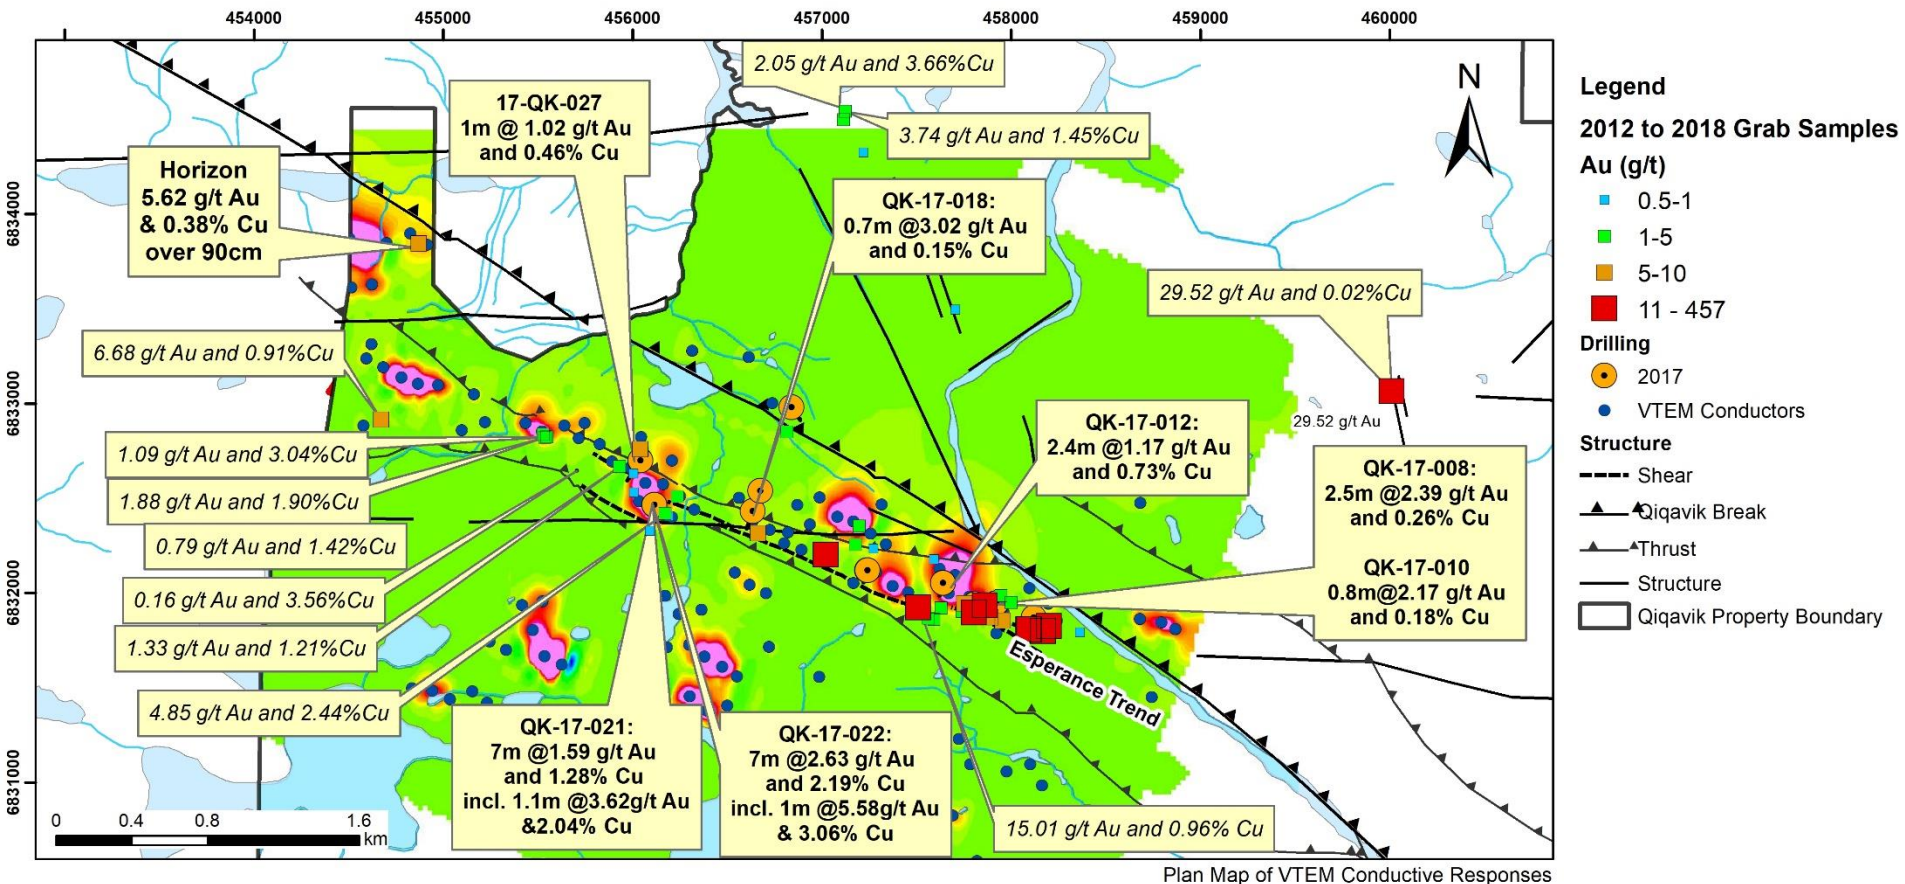 454000
455000
456000
457000
458000
459000
460000
6834000
6833000
6832000
6831000
2.05 g/t Au and 3.66%Cu
3.74 g/t Au and 1.45%Cu
17-QK-027
1m @ 1.02 g/t Au
and 0.46% Cu
Horizon
5.62 g/t Au
& 0.38% Cu
over 90cm
QK-17-018:
0.7m @3.02 g/t Au
and 0.15% Cu
N
29.52 g/t Au and 0.02%Cu
29.52 g/t Au
6.68 g/t Au and 0.91%Cu
1.09 g/t Au and 3.04%Cu
1.88 g/t Au and 1.90%Cu
0.79 g/t Au and 1.42%Cu
0.16 g/t Au and 3.56%Cu
1.33 g/t Au and 1.21%Cu
4.85 g/t Au and 2.44%Cu
QK-17-012:
2.4m @1.17 g/t Au
and 0.73% Cu
QK-17-008:
2.5m @2.39 g/t Au
and 0.26% Cu
QK-17-010
0.8m@2.17 g/t Au
and 0.18% Cu
Esperance Trend
QK-17-021:
7m @1.59 g/t Au
and 1.28% Cu
incl. 1.1m @3.62g/t Au
&2.04% Cu
QK-17-022:
7m @2.63 g/t Au
and 2.19% Cu
incl. 1m @5.58g/t Au
& 3.06% Cu
15.01 g/t Au and 0.96% Cu
0 0.4 0.8 1.6
km
Legend
2012 to 2018 Grab Samples
Au (g/t)
0.5-1
1-5
5-10
11 - 457
Drilling
2017
VTEM Conductors
Structure
Shear
Qiqavik Break
Thrust
Structure
Qiqavik Property Boundary
Plan Map of VTEM Conductive Responses